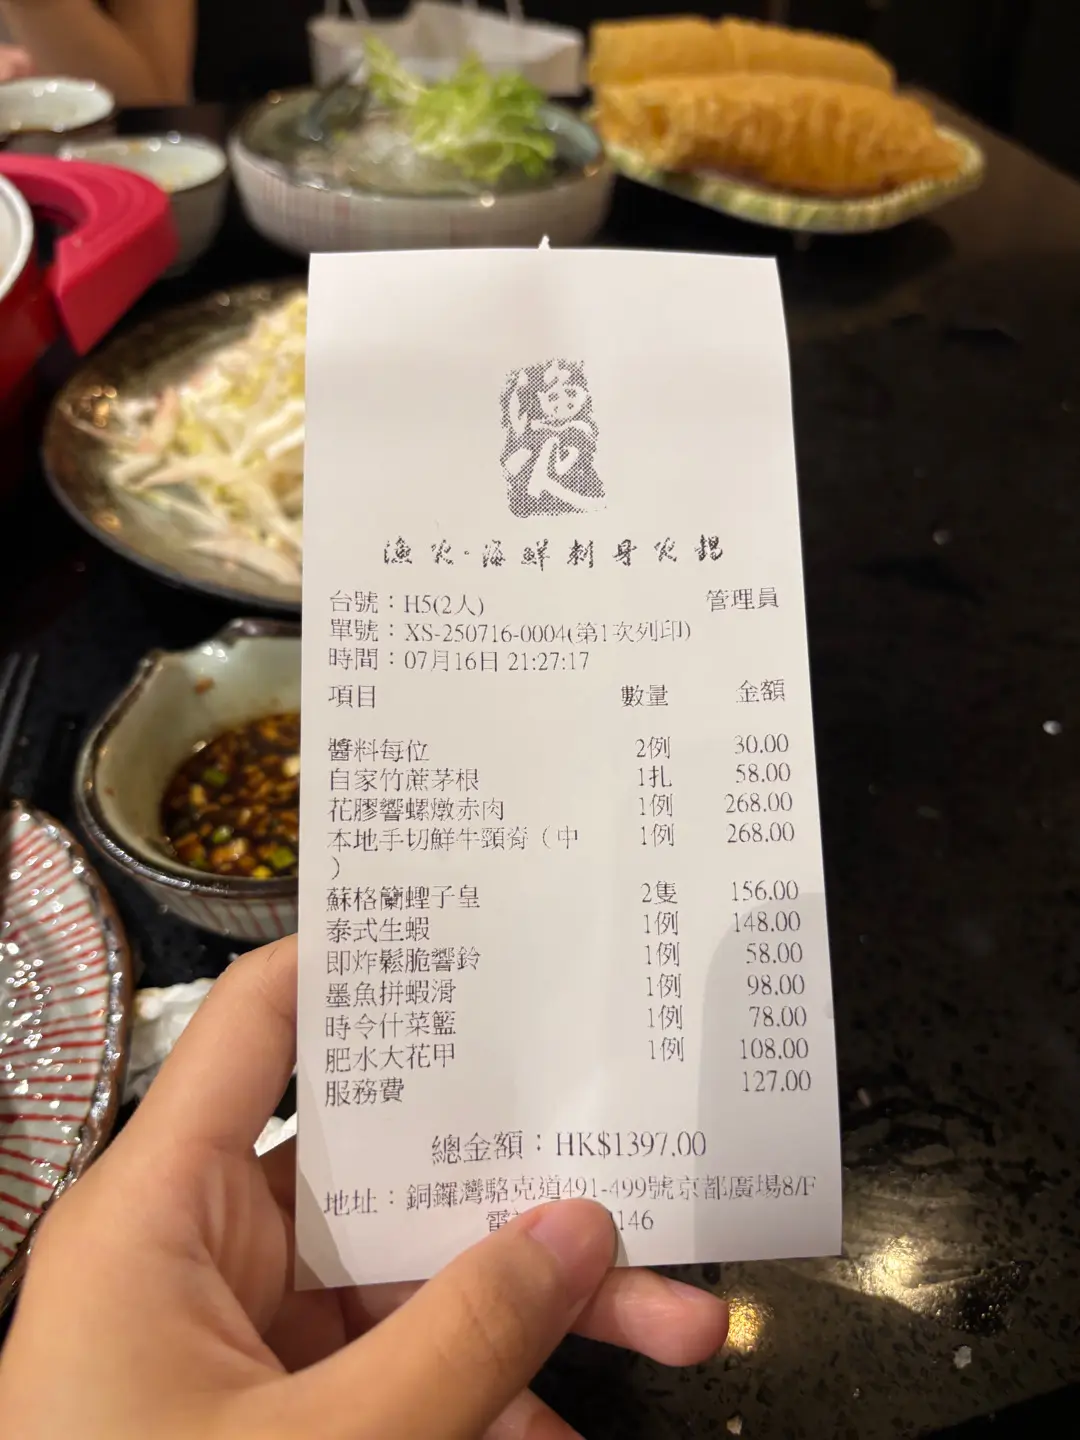 漁火
漁火·海鮮刺身火鍋
台號：H5(2人) 管理員
單號：XS-250716-0004(第1次列印)
時間：07月16日 21:27:17
項目 數量 金額
醬料每位 2例 30.00
自家竹蔗茅根 1扎 58.00
花膠響螺燉赤肉 1例 268.00
本地手切鮮牛頸脊（中 1例 268.00
）
蘇格蘭蟶子皇 2隻 156.00
泰式生蝦 1例 148.00
即炸鬆脆響鈴 1例 58.00
墨魚拼蝦滑 1例 98.00
時令什菜籃 1例 78.00
肥水大花甲 1例 108.00
服務費 127.00
總金額：HK$1397.00
地址：銅鑼灣駱克道491-499號京都廣場8/F
146